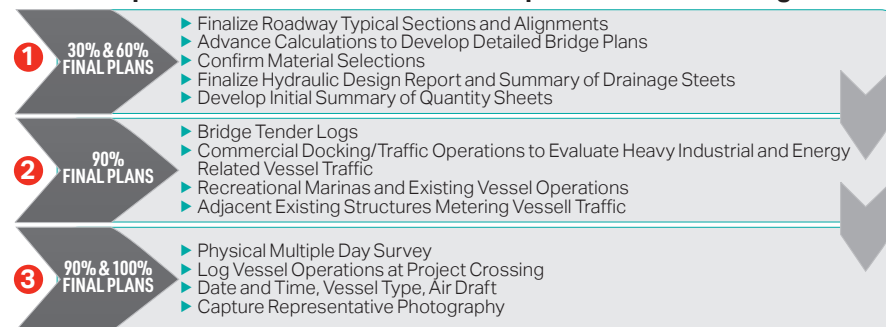 1
30% & 60%
FINAL PLANS
▶ Finalize Roadway Typical Sections and Alignments
▶ Advance Calculations to Develop Detailed Bridge Plans
▶ Confirm Material Selections
▶ Finalize Hydraulic Design Report and Summary of Drainage Steets
▶ Develop Initial Summary of Quantity Sheets
2
90%
FINAL PLANS
▶ Bridge Tender Logs
▶ Commercial Docking/Traffic Operations to Evaluate Heavy Industrial and Energy
Related Vessel Traffic
▶ Recreational Marinas and Existing Vessel Operations
▶ Adjacent Existing Structures Metering Vessell Traffic
3
90% & 100%
FINAL PLANS
▶ Physical Multiple Day Survey
▶ Log Vessel Operations at Project Crossing
▶ Date and Time, Vessel Type, Air Draft
▶ Capture Representative Photography